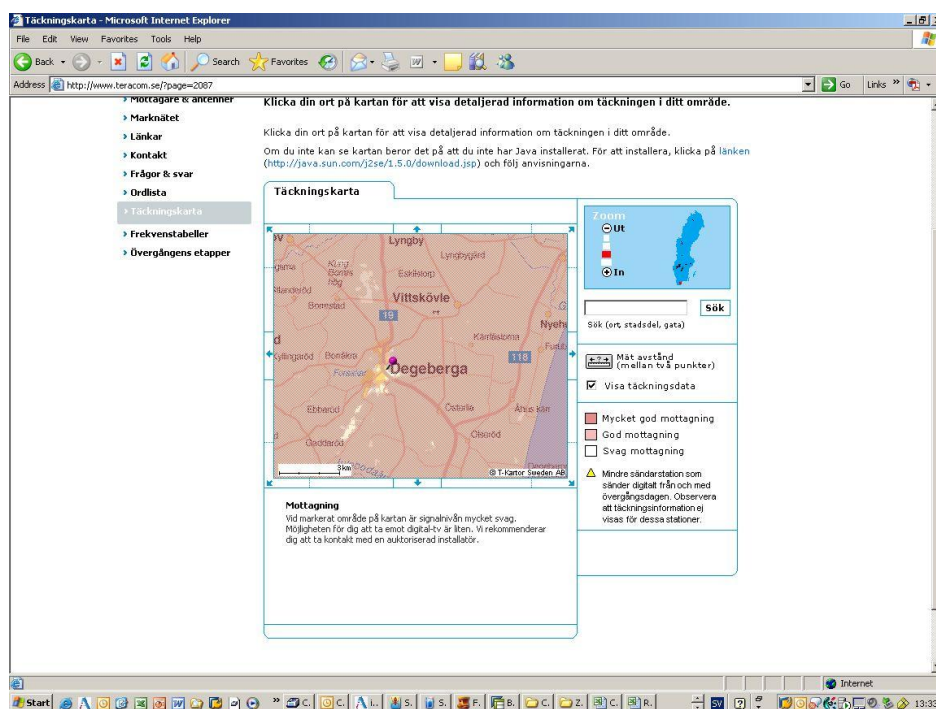 Täckningskarta - Microsoft Internet Explorer
File Edit View Favorites Tools Help
Back Search Favorites
Address http://www.teracom.se/?page=2087 Go Links
Mottagare & antenner
Marknätet
Länkar
Kontakt
Frågor & svar
Ordlista
Täckningskarta
Frekvenstabeller
Övergångens etapper
Klicka din ort på kartan för att visa detaljerad information om täckningen i ditt område.
Klicka din ort på kartan för att visa detaljerad information om täckningen i ditt område.
Om du inte kan se kartan beror det på att du inte har Java installerat. För att installera, klicka på länken
(http://java.sun.com/j2se/1.5.0/download.jsp) och följ anvisningarna.
Täckningskarta
Lyngby
Lyngbygård
Kung
Bontrs
hög
Eskilstorp
Borrestad
Vittskövle
19
Nyeh
118
Degeberga
Ebbarod
Österlia
Olseröd
3km
© T-Kartor Sweden AB
Zoom
Ut
In
Sök
Sök (ort, stadsdel, gata)
Mät avstånd
(mellan två punkter)
Visa täckningsdata
Mycket god mottagning
God mottagning
Svag mottagning
Mindre sändarstation som
sänder digitalt från och med
övergångsdagen. Observera
att täckningsinformation ej
visas för dessa stationer.
Mottagning
Vid markerat område på kartan är signalnivån mycket svag.
Möjligheten för dig att ta emot digital-tv är liten. Vi rekommenderar
dig att ta kontakt med en auktoriserad installatör.
Internet
Start C. C. i.. S. S. F. B. C. Z. C. R. SV 13:33